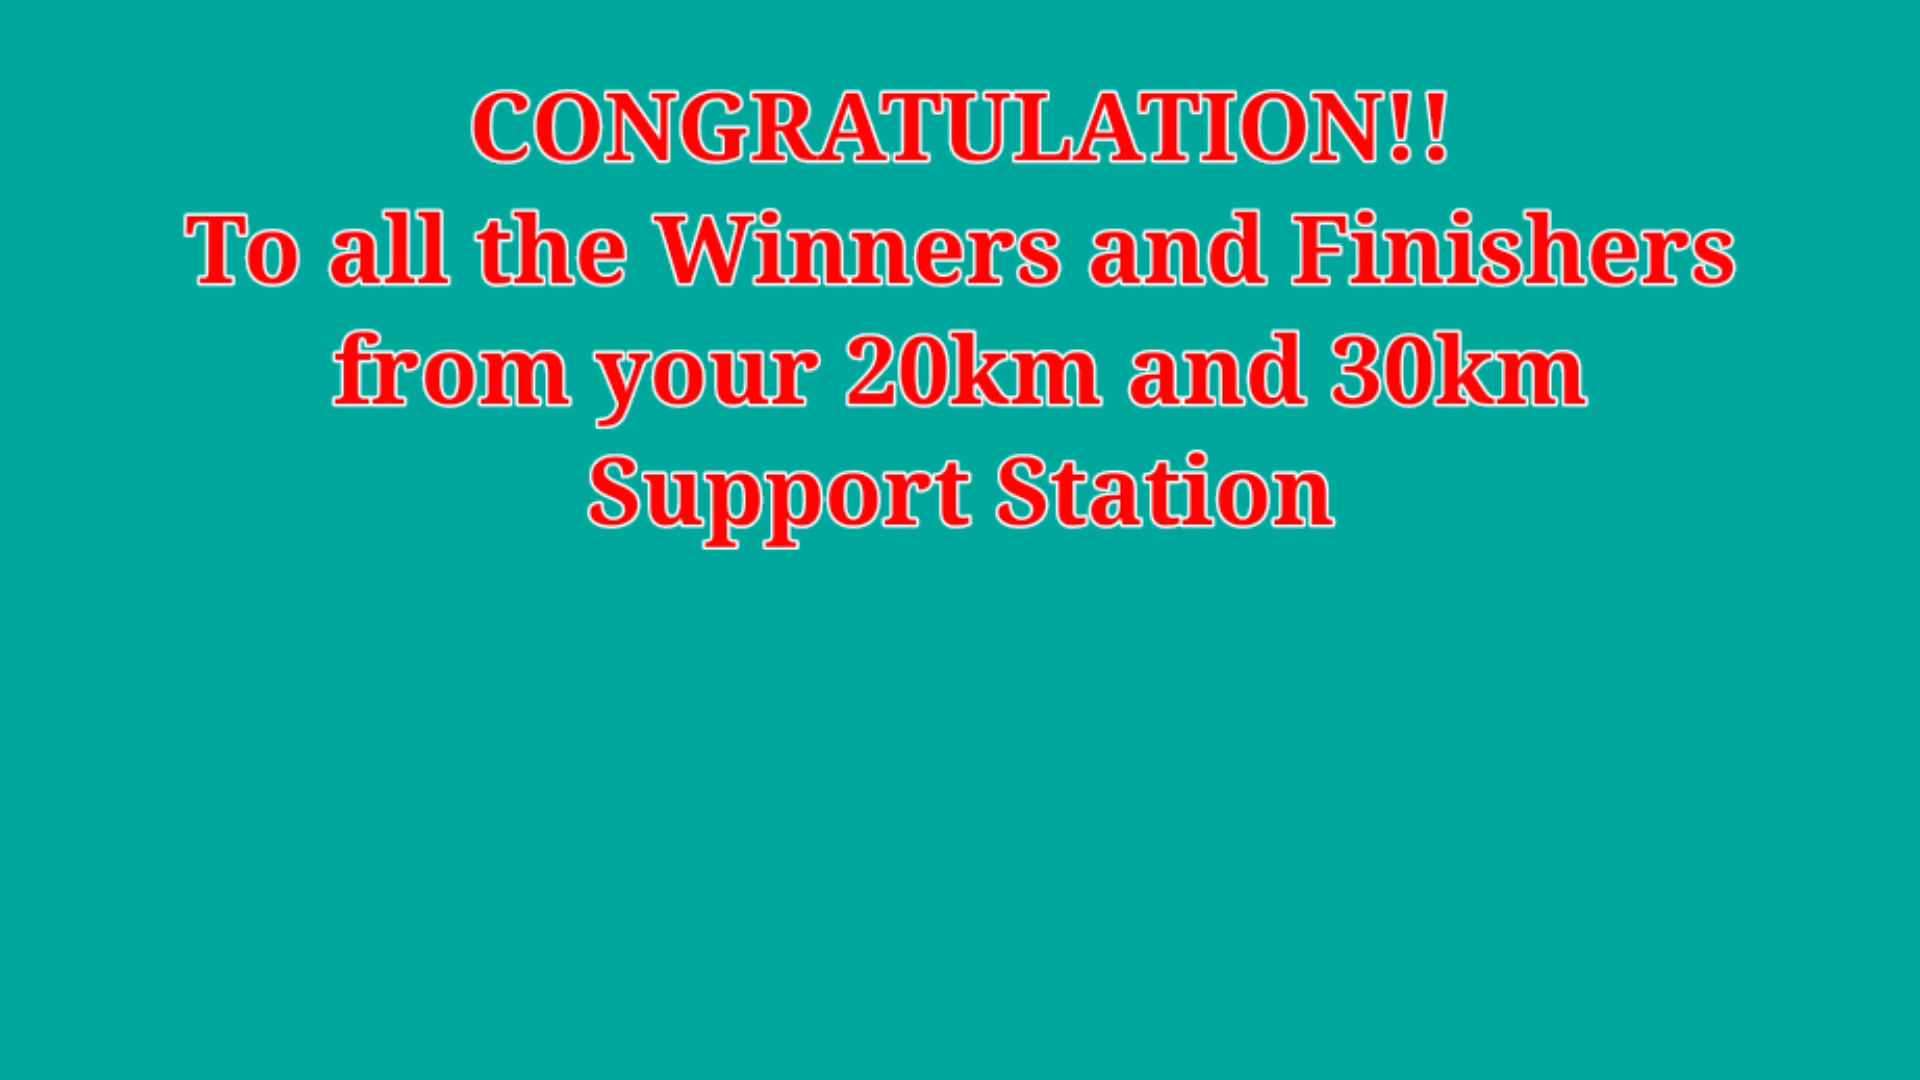 CONGRATULATION!!
To all the Winners and Finishers
from your 20km and 30km
Support Station